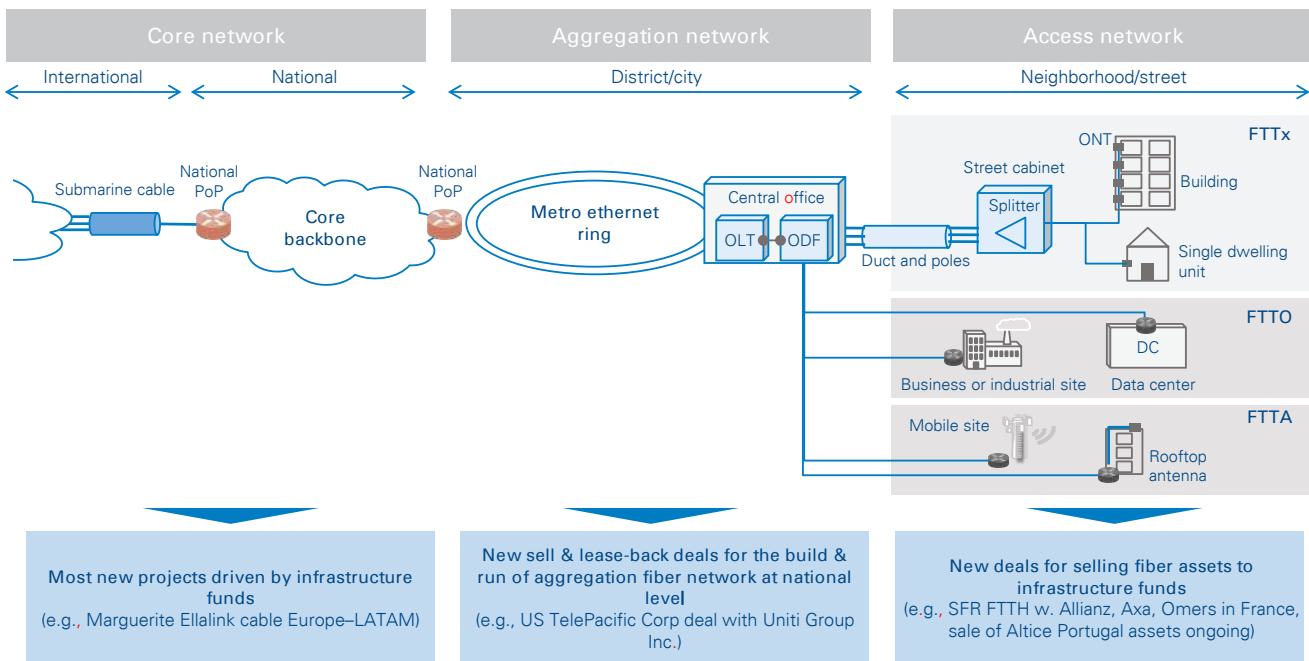 Core network
Aggregation network
Access network
International
National
District/city
Neighborhood/street
FTTx
ONT
National
PoP
National
PoP
Street cabinet
Submarine cable
Building
Central office
Splitter
Core
backbone
Metro ethernet
ring
OLT
ODF
Duct and poles
Single dwelling
unit
FTTO
DC
Business or industrial site
Data center
FTTA
Mobile site
Rooftop
antenna
Most new projects driven by infrastructure
funds
(e.g., Marguerite Ellalink cable Europe–LATAM)
New sell & lease-back deals for the build &
run of aggregation fiber network at national
level
(e.g., US TelePacific Corp deal with Uniti Group
Inc.)
New deals for selling fiber assets to
infrastructure funds
(e.g., SFR FTTH w. Allianz, Axa, Omers in France,
sale of Altice Portugal assets ongoing)